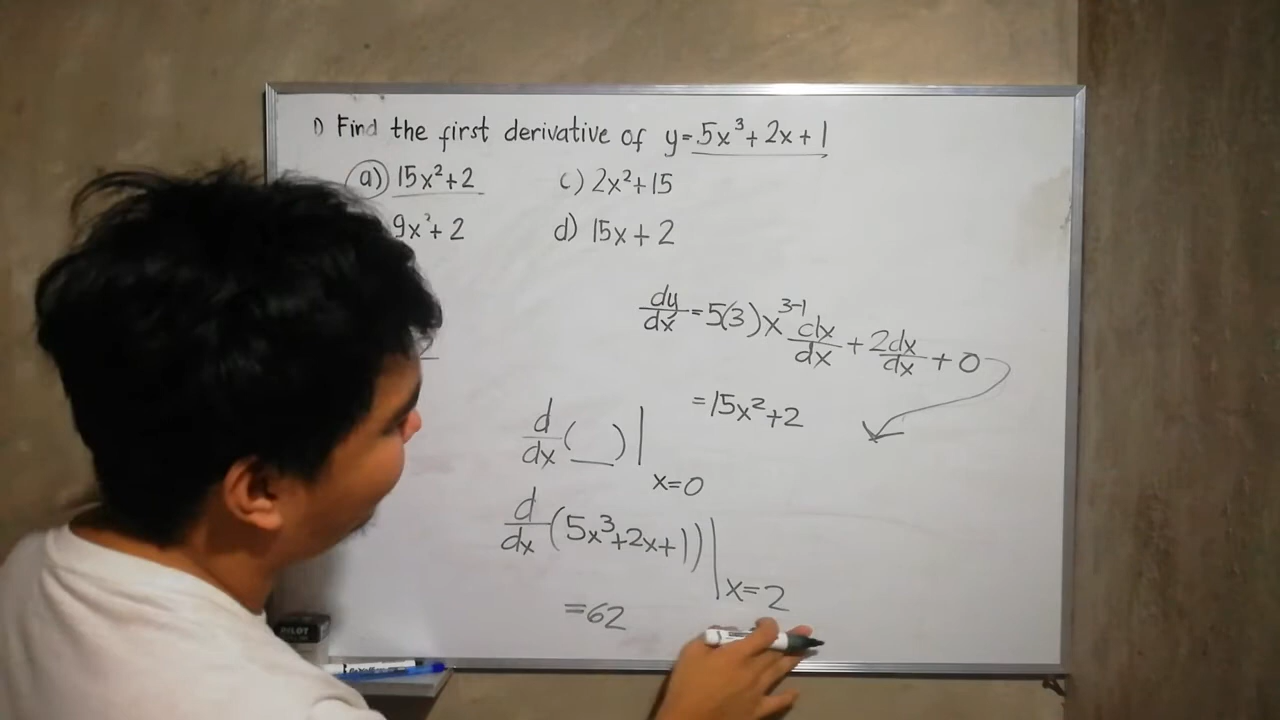 1) Find the first derivative of y=5x³+2x+1
a) 15x²+2 c) 2x²+15
9x²+2 d) 15x+2
dy/dx = 5(3)x³⁻¹ dx/dx + 2dx/dx + 0
=15x²+2
d/dx(__)|x=0
d/dx(5x³+2x+1))|x=2
=62
PILOT